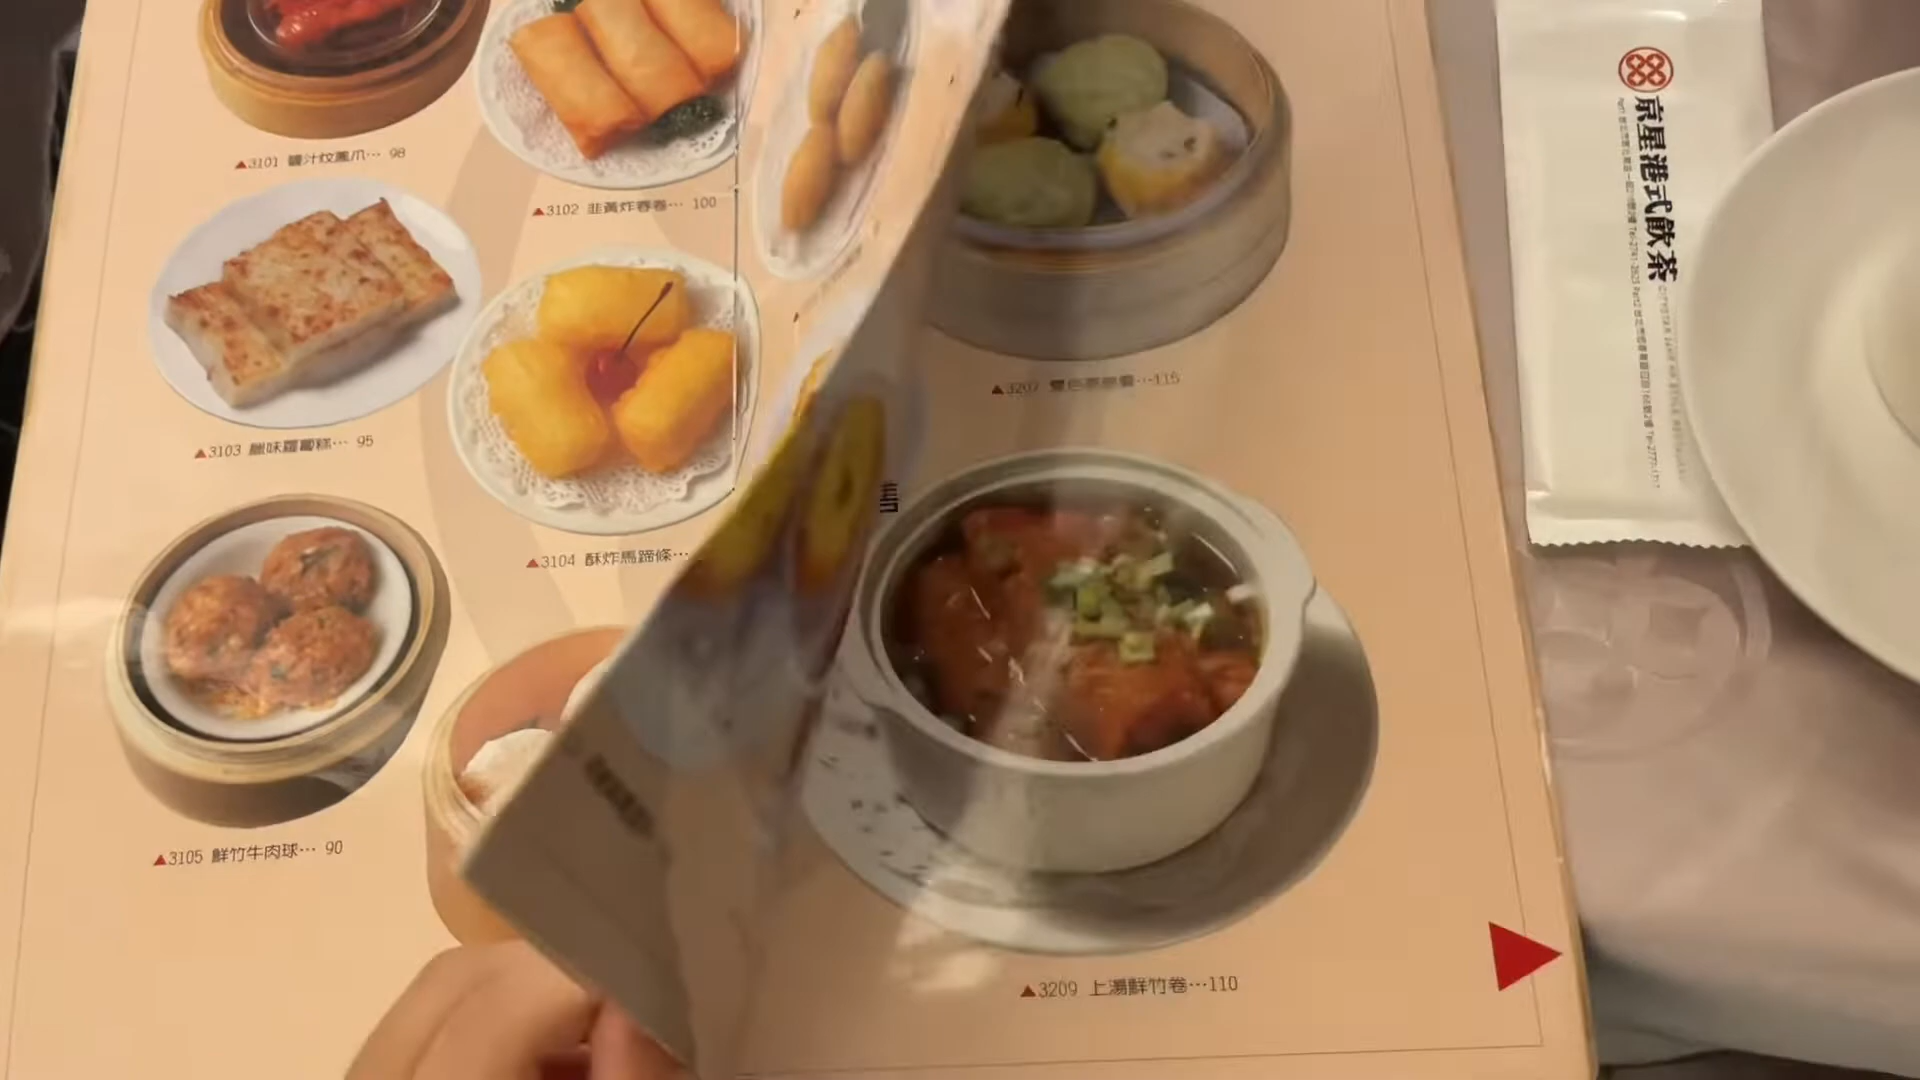 ▲3101 醬汁炆鳳爪… 98
▲3102 韭黃炸春卷… 100
▲3103 臘味蘿蔔糕… 95
▲3104 酥炸馬蹄條…
▲3105 鮮竹牛肉球… 90
▲3207 …115
▲3209 上湯鮮竹卷…110
京星港式飲茶